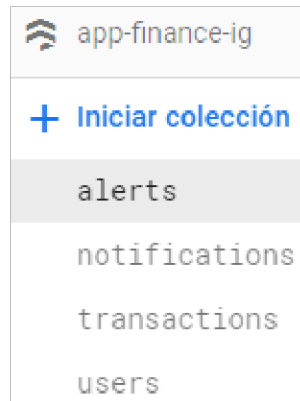 app-finance-ig
+ Iniciar colección
alerts
notifications
transactions
users